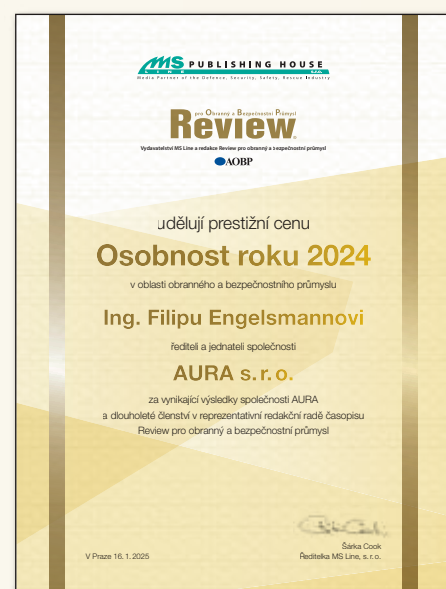 MS PUBLISHING HOUSE
LINE s.r.o.
Media Partner of the Defence, Security, Safety, Rescue Industry
pro Obranný a Bezpečnostní Průmysl
Review
Vydavatelství MS Line a redakce Review pro obranný a bezpečnostní průmysl
AOBP
udělují prestižní cenu
Osobnost roku 2024
v oblasti obranného a bezpečnostního průmyslu
Ing. Filipu Engelsmannovi
řediteli a jednateli společnosti
AURA s. r. o.
za vynikající výsledky společnosti AURA
a dlouholeté členství v reprezentativní redakční radě časopisu
Review pro obranný a bezpečnostní průmysl
Šárka Cook
V Praze 16. 1. 2025
Ředitelka MS Line, s. r. o.